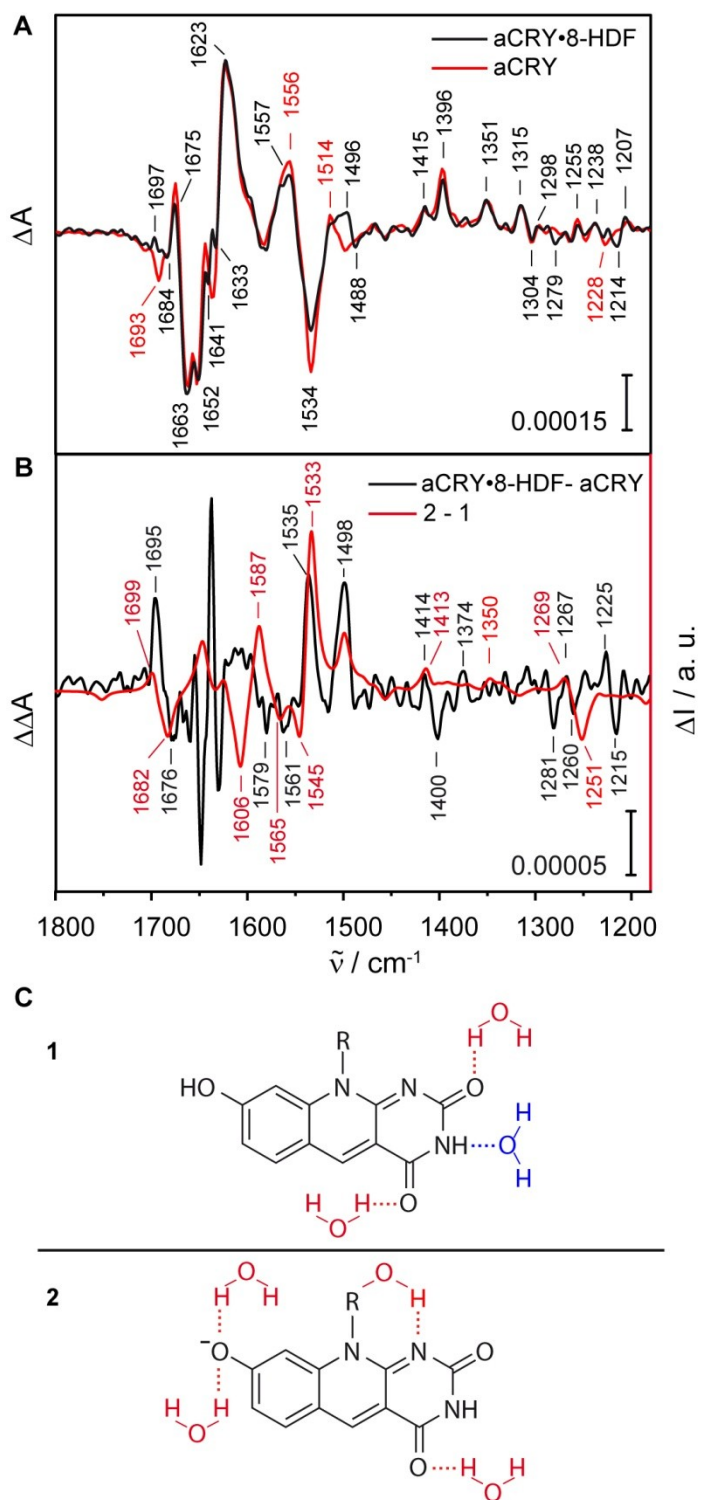 A
aCRY•8-HDF
aCRY
1623
1697
1675
1557
1556
1514
1496
1415
1396
1351
1315
1298
1255
1238
1207
1693
1684
1663
1652
1641
1633
1534
1488
1304
1279
1228
1214
ΔA
0.00015
B
aCRY•8-HDF- aCRY
2 - 1
1699
1695
1587
1535
1533
1498
1414
1413
1374
1350
1269
1267
1225
1682
1676
1606
1579
1565
1561
1545
1400
1281
1260
1251
1215
ΔΔA
ΔI / a. u.
0.00005
1800 1700 1600 1500 1400 1300 1200
ν̃ / cm⁻¹
C
1
R
H
O
H
HO
N
N
O
NH
H
O
H
O
H
O
H
2
H
O
H
R
O
H
⁻O
N
N
O
NH
H
O
H
O
H
O
H